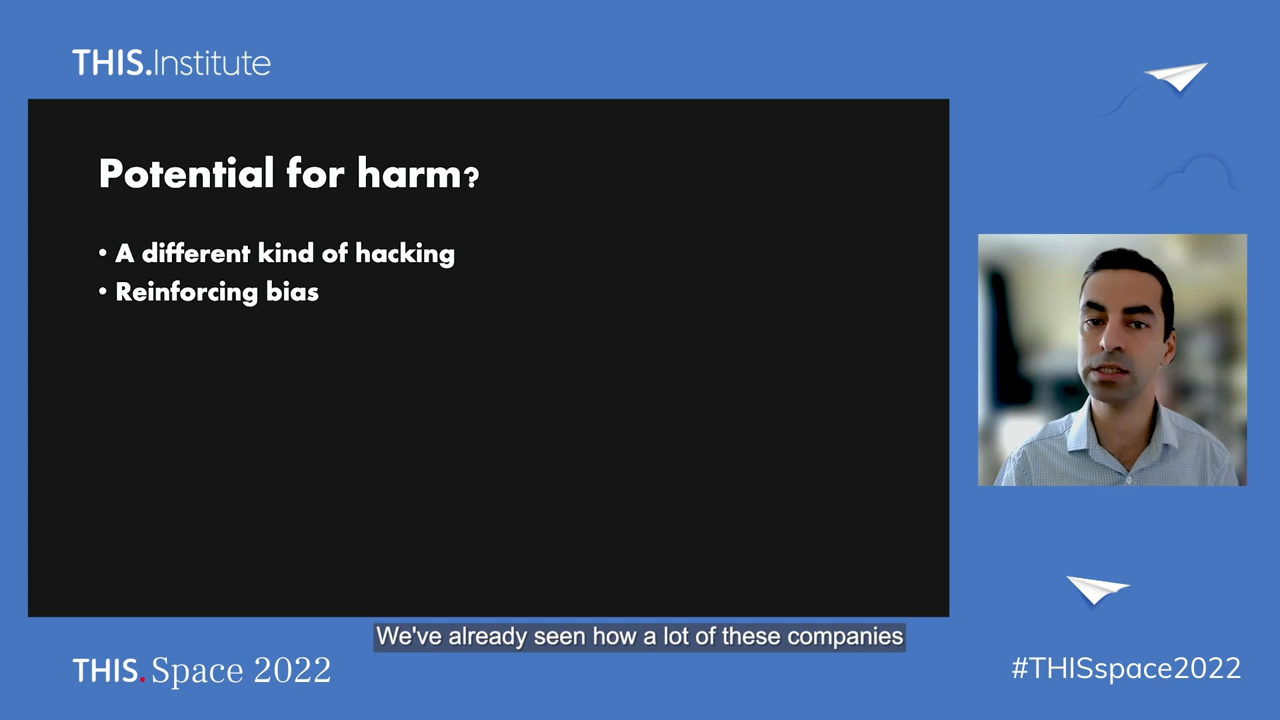 THIS.Institute
Potential for harm?
• A different kind of hacking
• Reinforcing bias
We've already seen how a lot of these companies
THIS.Space 2022
#THISspace2022